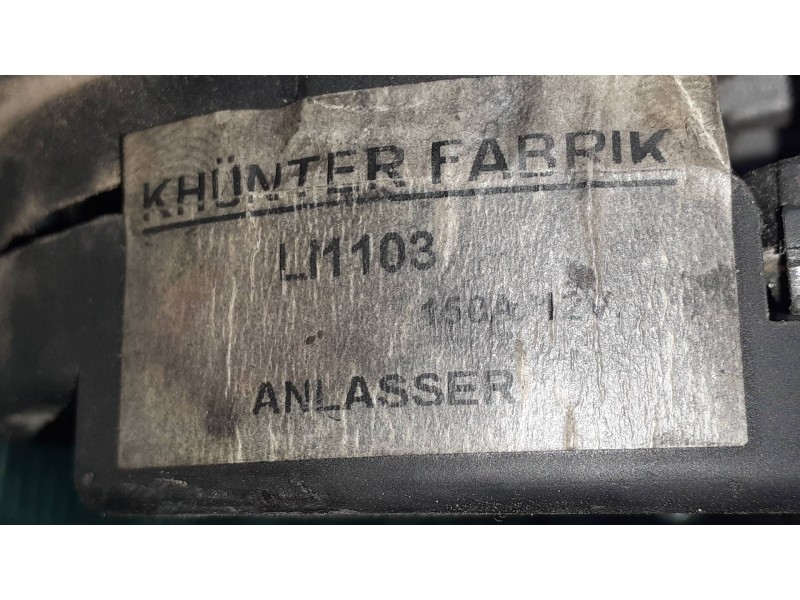 KHÜNTER FABRIK
LI1103
150A 12V.
ANLASSER